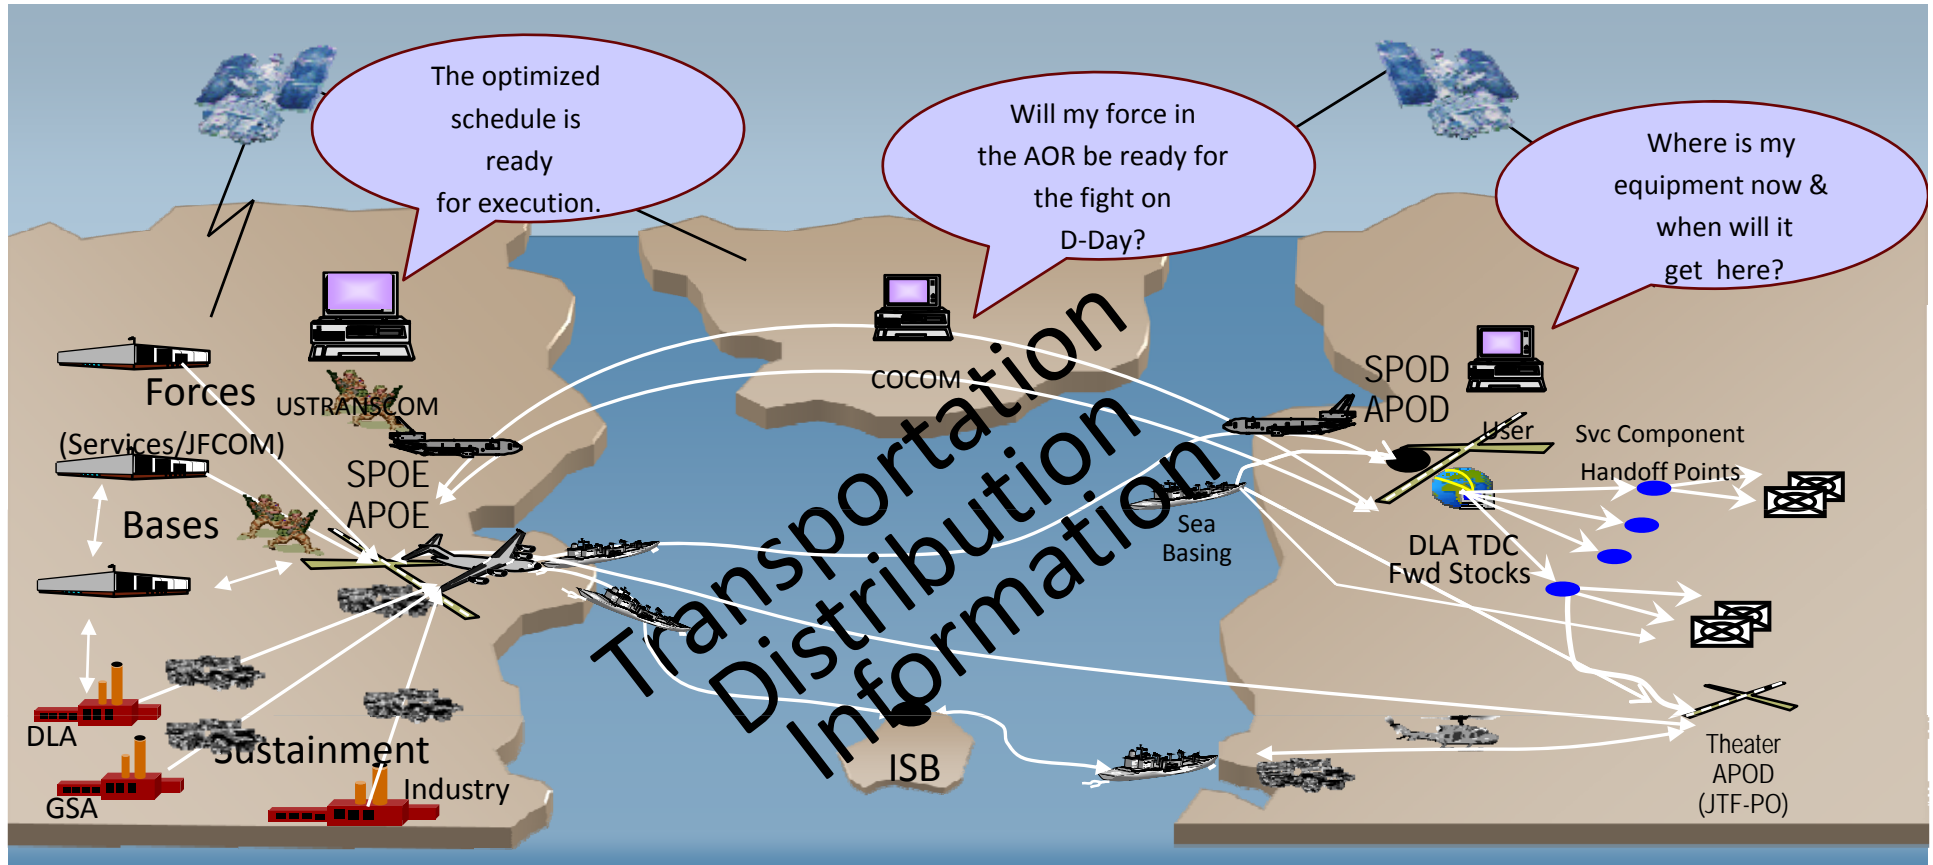 The optimized
schedule is
ready
for execution.
Will my force in
the AOR be ready for
the fight on
D-Day?
Where is my
equipment now &
when will it
get here?
Forces
(Services/JFCOM)
USTRANSCOM
SPOE
APOE
Bases
COCOM
Transportation
Distribution
Information
SPOD
APOD
User
Svc Component
Handoff Points
Sea
Basing
DLA TDC
Fwd Stocks
DLA
Sustainment
GSA
Industry
ISB
Theater
APOD
(JTF-PO)